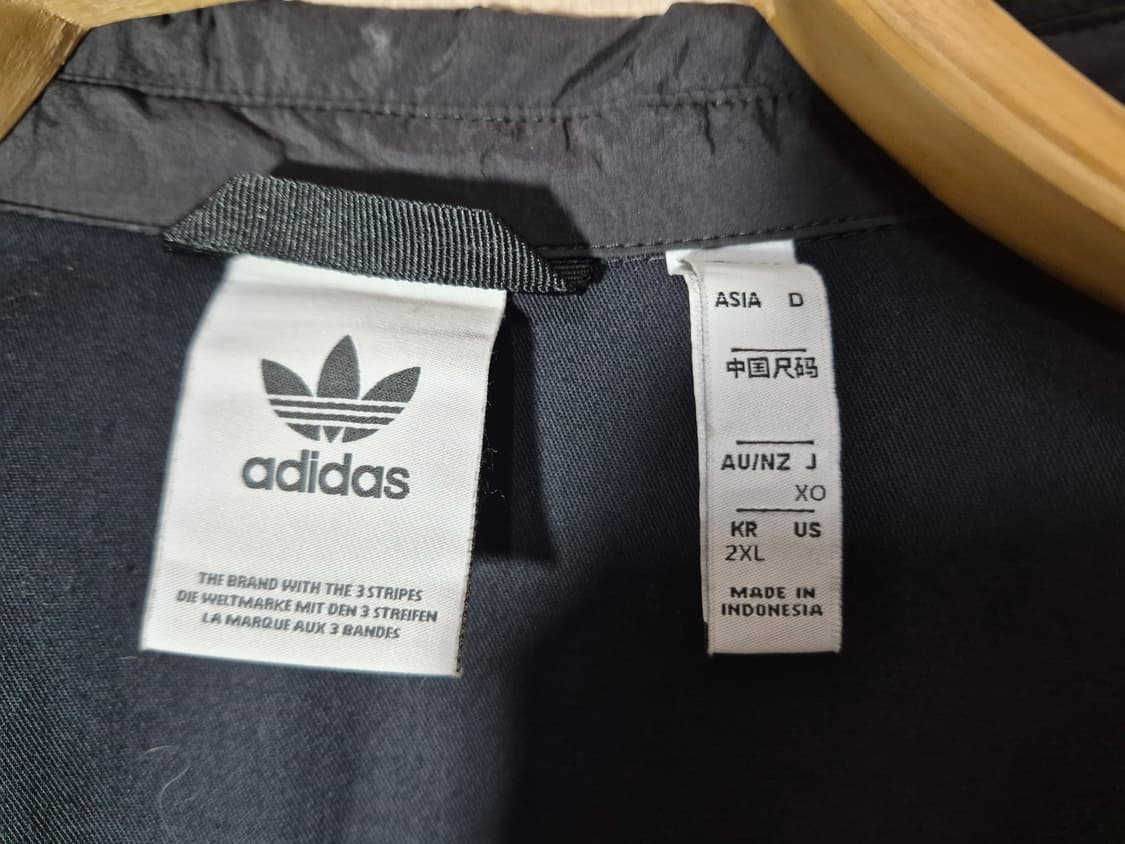 adidas
THE BRAND WITH THE 3 STRIPES
DIE WELTMARKE MIT DEN 3 STREIFEN
LA MARQUE AUX 3 BANDES
ASIA D
中国尺码
AU/NZ J
XO
KR US
2XL
MADE IN
INDONESIA